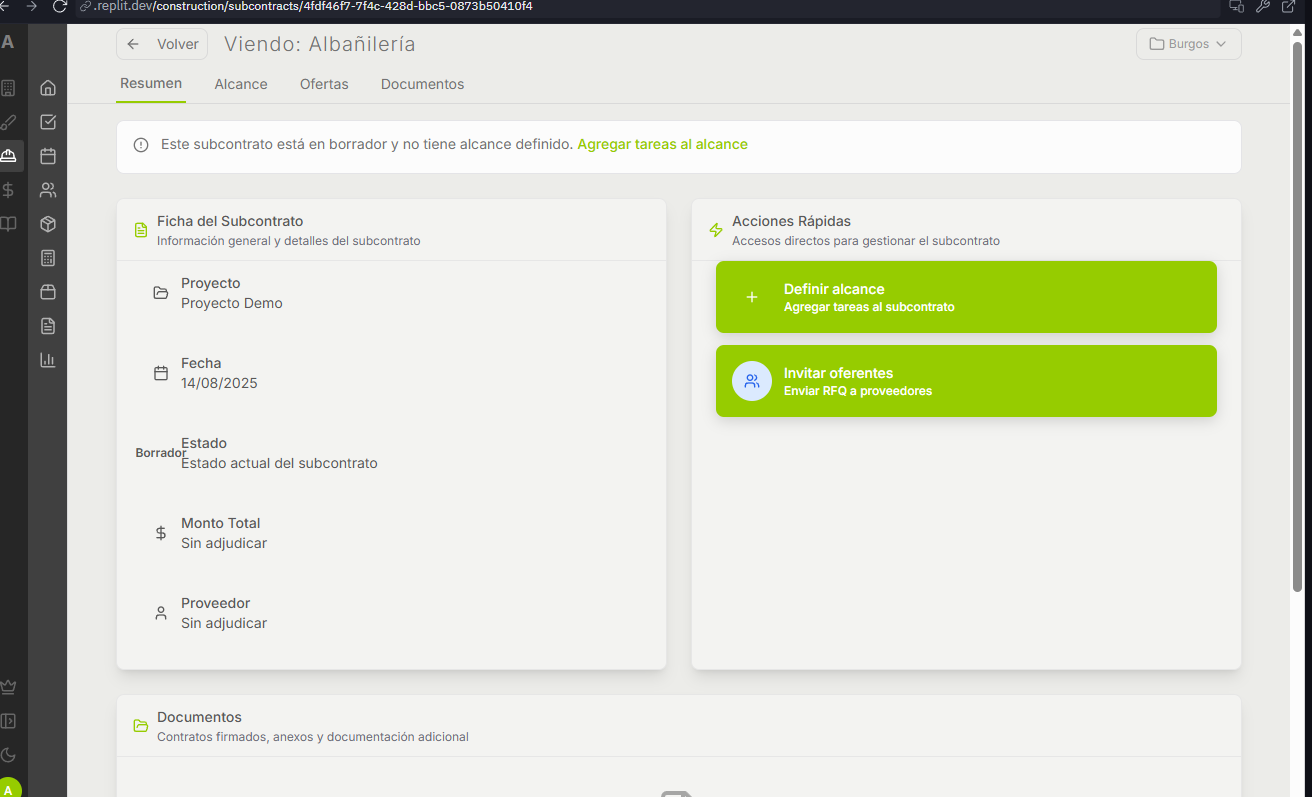 .replit.dev/construction/subcontracts/4fdf46f7-7f4c-428d-bbc5-0873b50410f4
A
Volver
Viendo: Albañilería
Burgos
Resumen
Alcance
Ofertas
Documentos
Este subcontrato está en borrador y no tiene alcance definido. Agregar tareas al alcance
Ficha del Subcontrato
Información general y detalles del subcontrato
Proyecto
Proyecto Demo
Fecha
14/08/2025
Borrador
Estado
Estado actual del subcontrato
Monto Total
Sin adjudicar
Proveedor
Sin adjudicar
Acciones Rápidas
Accesos directos para gestionar el subcontrato
Definir alcance
Agregar tareas al subcontrato
Invitar oferentes
Enviar RFQ a proveedores
Documentos
Contratos firmados, anexos y documentación adicional
A